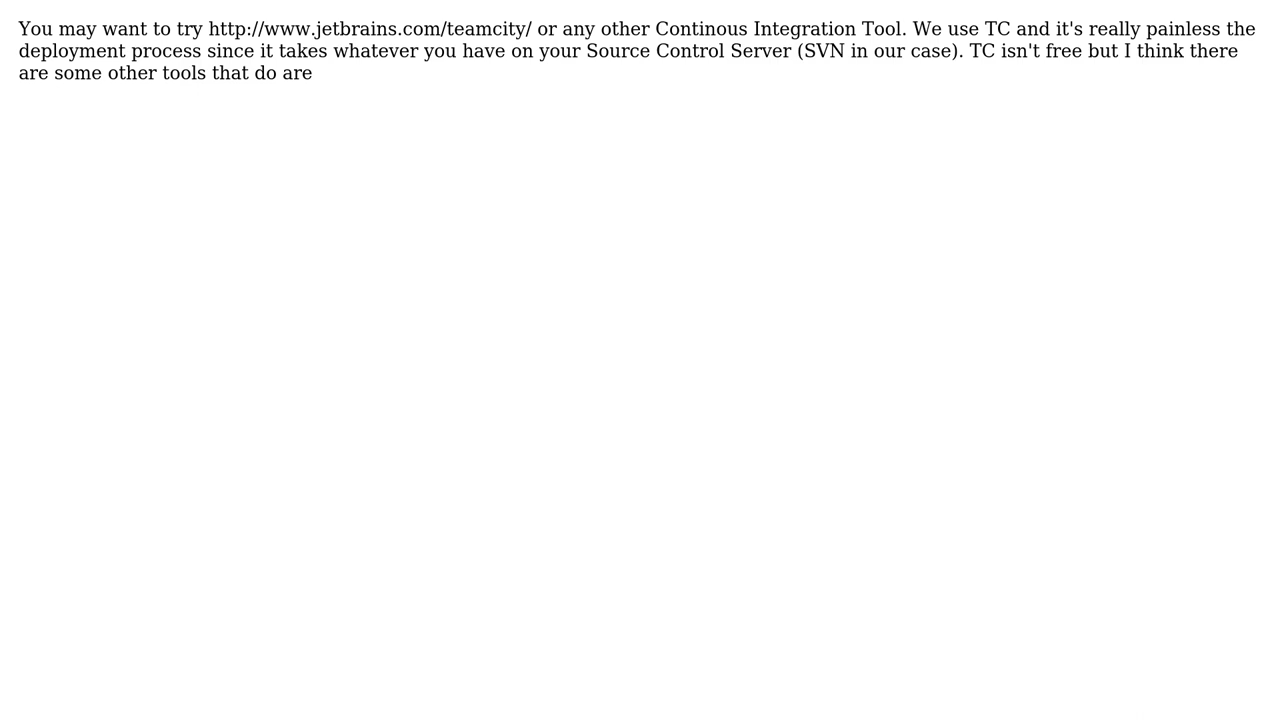 You may want to try http://www.jetbrains.com/teamcity/ or any other Continous Integration Tool. We use TC and it's really painless the
deployment process since it takes whatever you have on your Source Control Server (SVN in our case). TC isn't free but I think there
are some other tools that do are